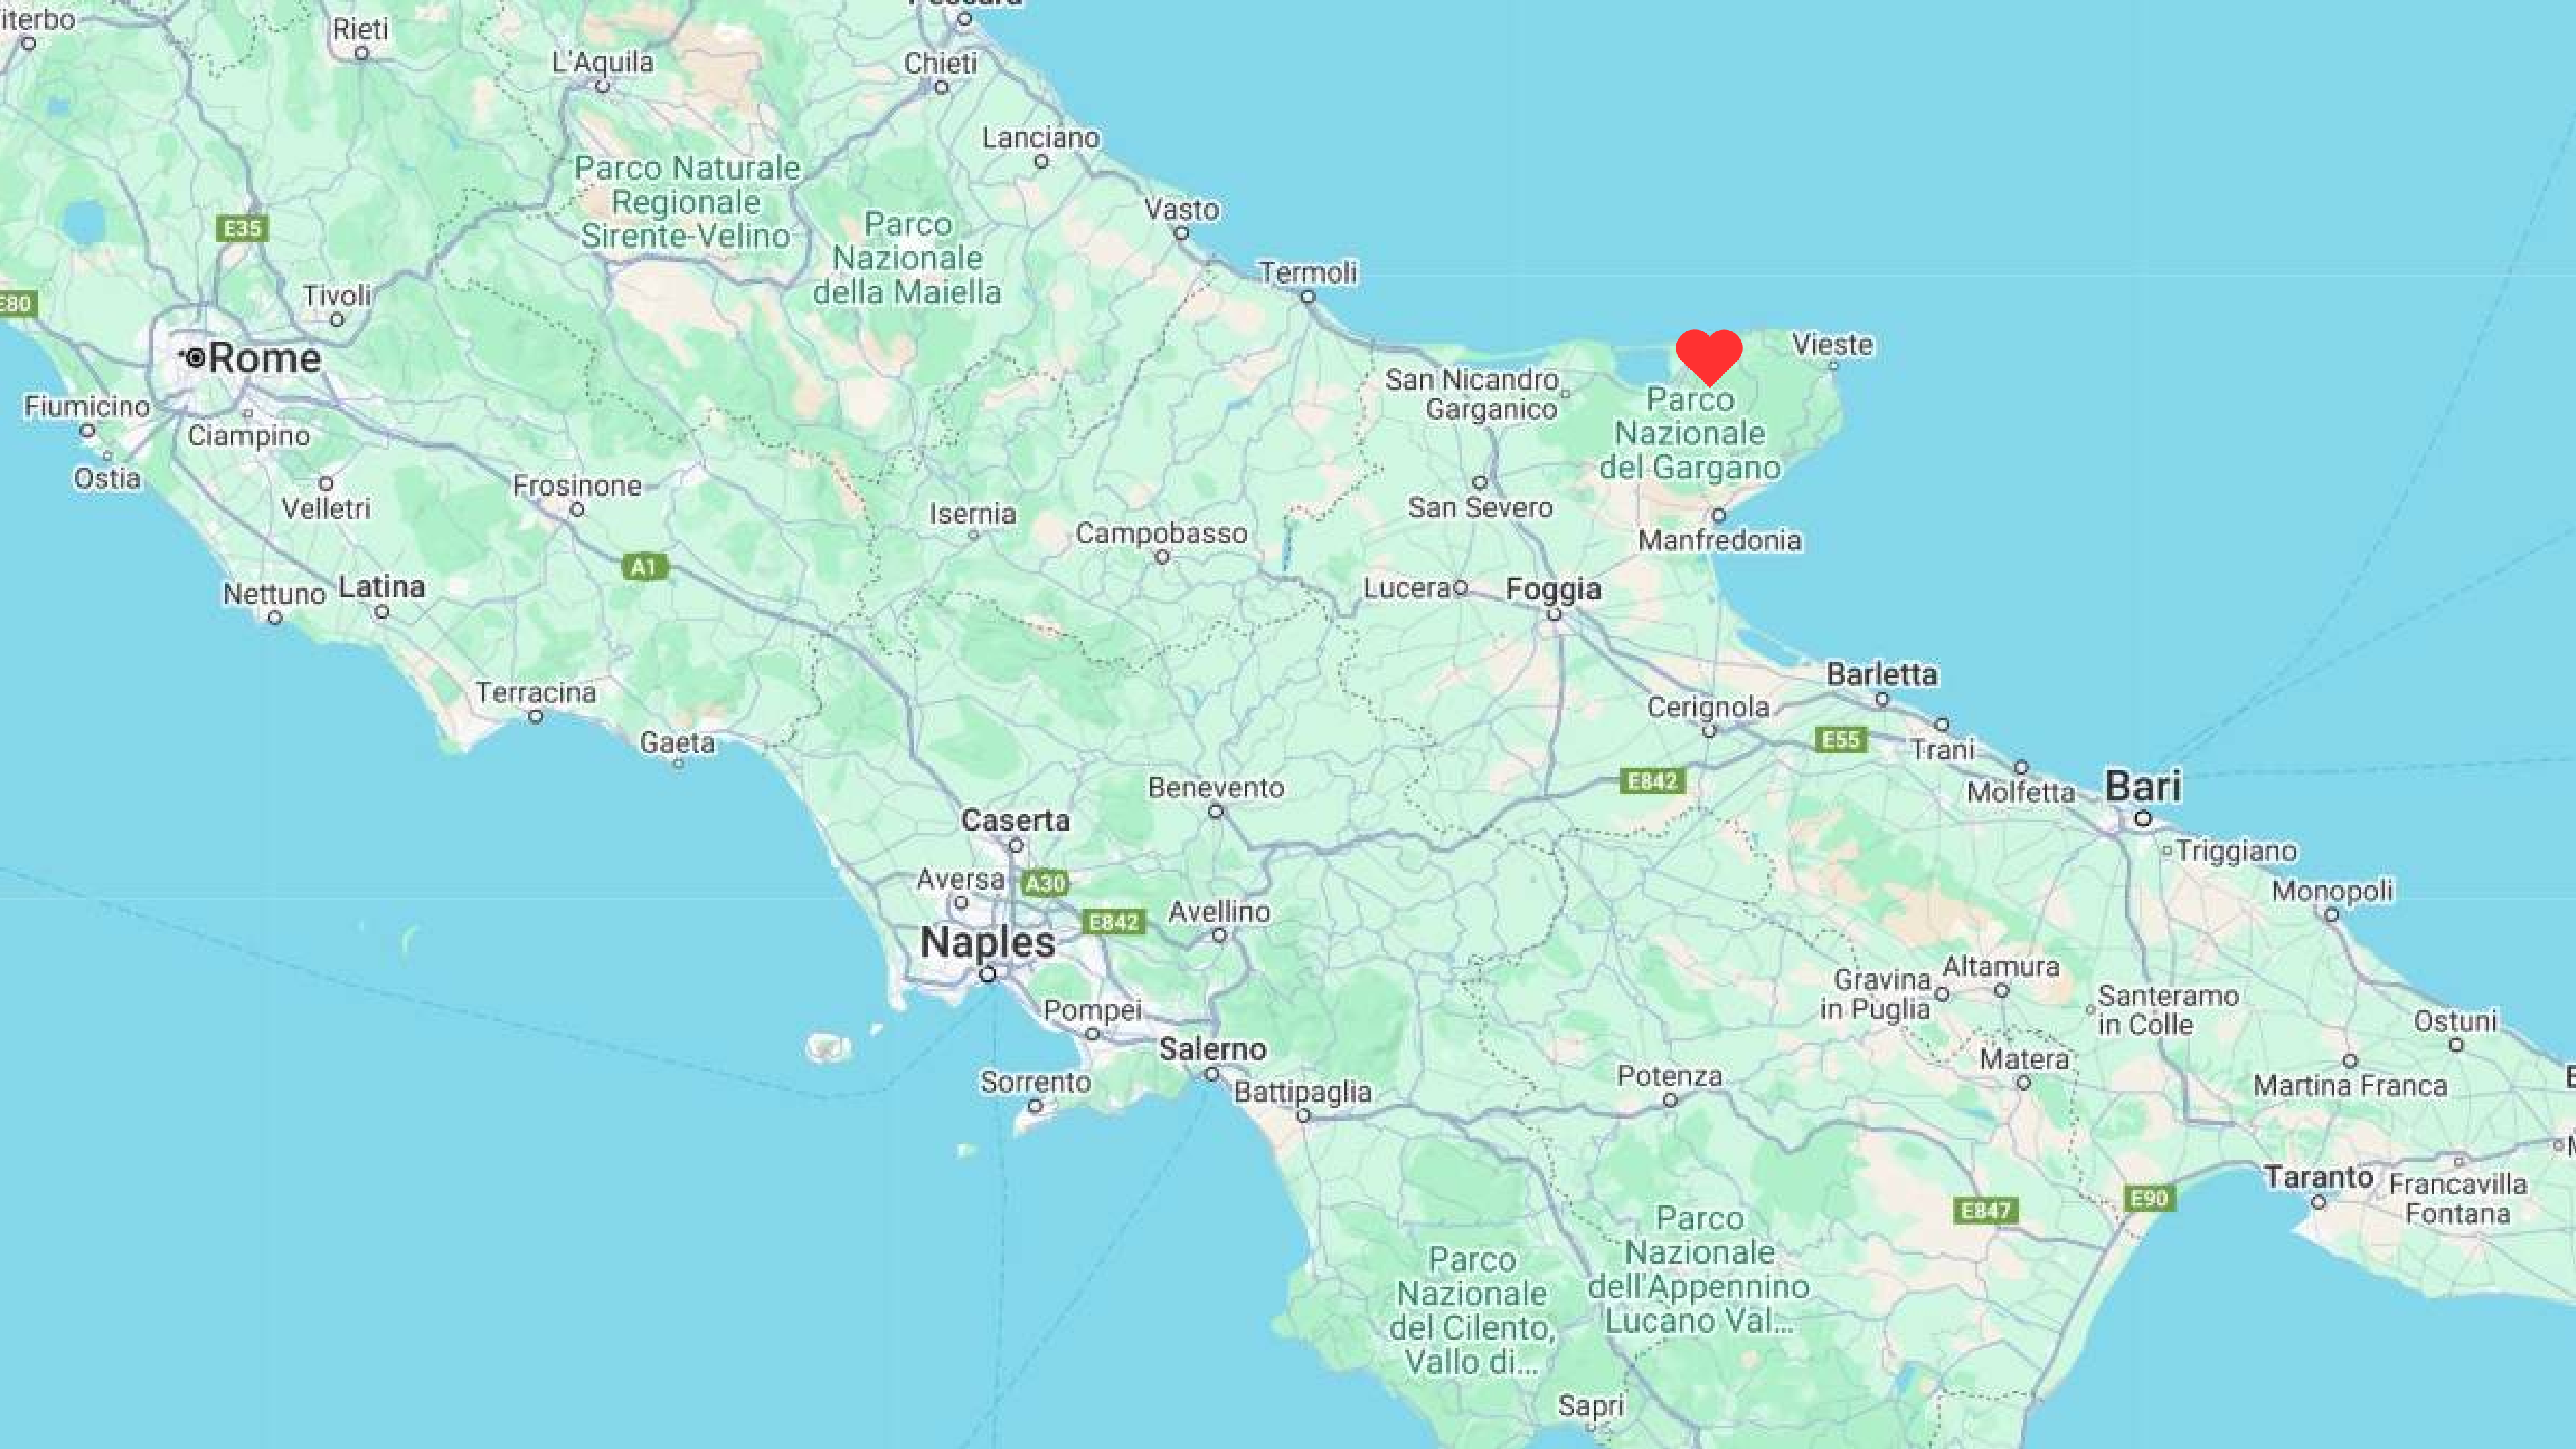 Rieti
L'Aquila
Chieti
Lanciano
Parco Naturale
Regionale
Sirente-Velino
Parco
Nazionale
della Maiella
Vasto
E35
Termoli
Tivoli
E80
Rome
Vieste
San Nicandro
Garganico
Parco
Nazionale
del Gargano
Fiumicino
Ciampino
Ostia
Velletri
Frosinone
San Severo
Isernia
Campobasso
Manfredonia
A1
Nettuno
Latina
Lucera
Foggia
Terracina
Gaeta
Barletta
Cerignola
E55
Trani
E842
Molfetta
Bari
Benevento
Caserta
Triggiano
Aversa
A30
Monopoli
E842
Avellino
Naples
Gravina
in Puglia
Altamura
Santeramo
in Colle
Pompei
Ostuni
Salerno
Matera
Sorrento
Battipaglia
Potenza
Martina Franca
Taranto
Francavilla
Fontana
E90
E847
Parco
Nazionale
dell'Appennino
Lucano Val...
Parco
Nazionale
del Cilento,
Vallo di...
Sapri